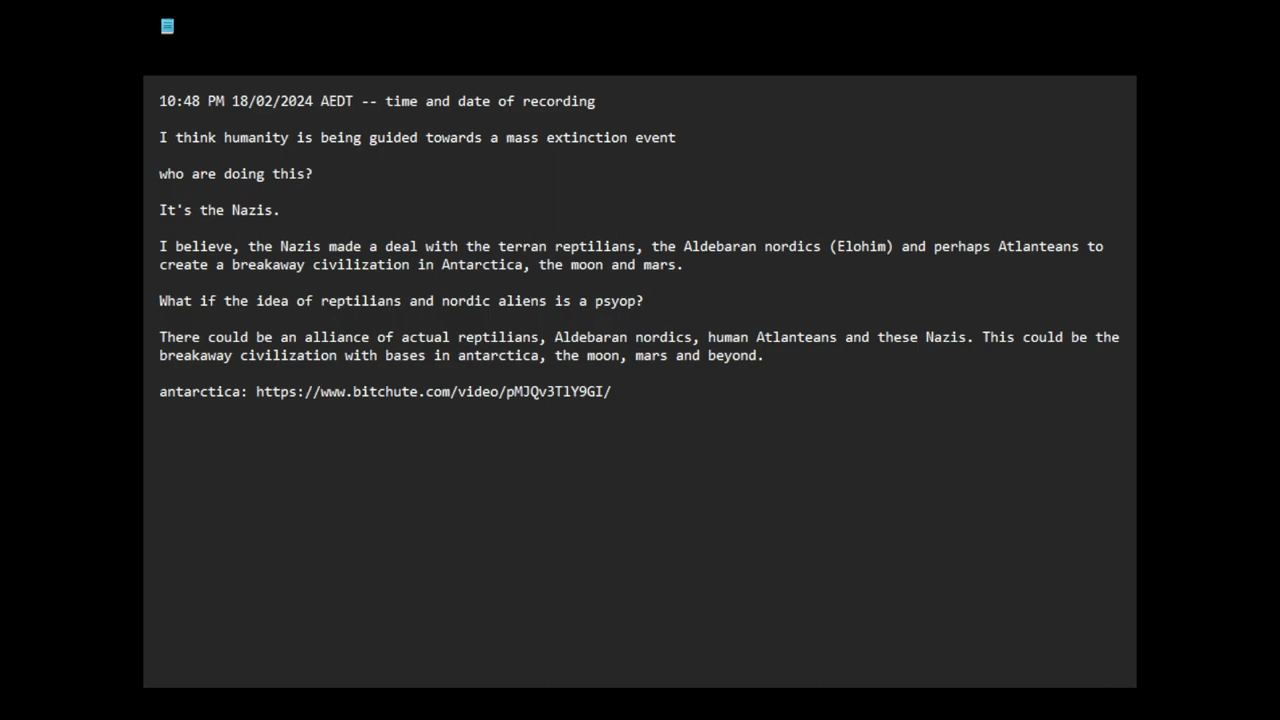 10:48 PM 18/02/2024 AEDT -- time and date of recording
I think humanity is being guided towards a mass extinction event
who are doing this?
It's the Nazis.
I believe, the Nazis made a deal with the terran reptilians, the Aldebaran nordics (Elohim) and perhaps Atlanteans to
create a breakaway civilization in Antarctica, the moon and mars.
What if the idea of reptilians and nordic aliens is a psyop?
There could be an alliance of actual reptilians, Aldebaran nordics, human Atlanteans and these Nazis. This could be the
breakaway civilization with bases in antarctica, the moon, mars and beyond.
antarctica: https://www.bitchute.com/video/pMJQv3TlY9GI/